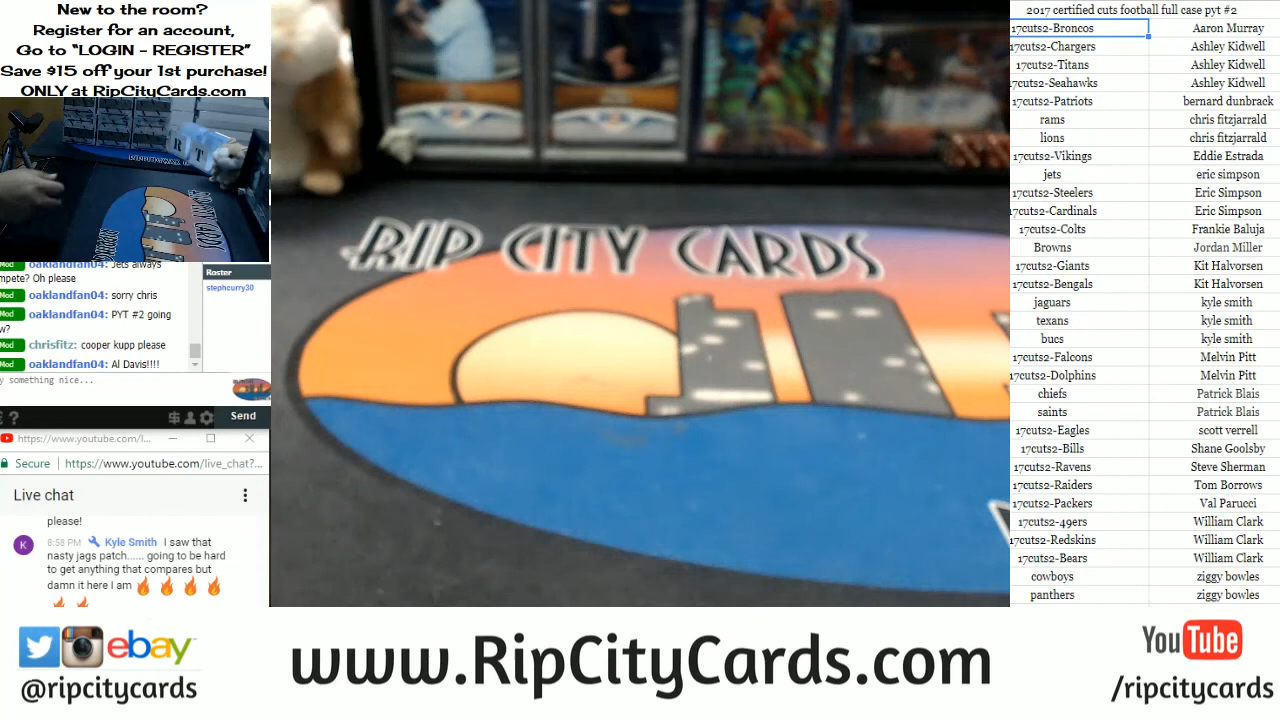 New to the room?
Register for an account,
Go to “LOGIN - REGISTER”
Save $15 off your 1st purchase!
ONLY at RipCityCards.com
Mod oaklandfan04: Jets always
mpete? Oh please
Mod oaklandfan04: sorry chris
Mod oaklandfan04: PYT #2 going
w?
Mod chrisfitz: cooper kupp please
Mod oaklandfan04: Al Davis!!!!
y something nice...
Roster
stephcurry30
Send
https://www.youtube.com/l...
Secure https://www.youtube.com/live_chat?...
Live chat
please!
K 8:58 PM Kyle Smith I saw that
nasty jags patch...... going to be hard
to get anything that compares but
damn it here I am 🔥 🔥 🔥 🔥
🔥 🔥
RIP CITY CARDS
2017 certified cuts football full case pyt #2
17cuts2-Broncos Aaron Murray
17cuts2-Chargers Ashley Kidwell
17cuts2-Titans Ashley Kidwell
17cuts2-Seahawks Ashley Kidwell
17cuts2-Patriots bernard dunbrack
rams chris fitzjarrald
lions chris fitzjarrald
17cuts2-Vikings Eddie Estrada
jets eric simpson
17cuts2-Steelers Eric Simpson
17cuts2-Cardinals Eric Simpson
17cuts2-Colts Frankie Baluja
Browns Jordan Miller
17cuts2-Giants Kit Halvorsen
17cuts2-Bengals Kit Halvorsen
jaguars kyle smith
texans kyle smith
bucs kyle smith
17cuts2-Falcons Melvin Pitt
17cuts2-Dolphins Melvin Pitt
chiefs Patrick Blais
saints Patrick Blais
17cuts2-Eagles scott verrell
17cuts2-Bills Shane Goolsby
17cuts2-Ravens Steve Sherman
17cuts2-Raiders Tom Borrows
17cuts2-Packers Val Parucci
17cuts2-49ers William Clark
17cuts2-Redskins William Clark
17cuts2-Bears William Clark
cowboys ziggy bowles
panthers ziggy bowles
ebay
@ripcitycards
www.RipCityCards.com
YouTube
/ripcitycards